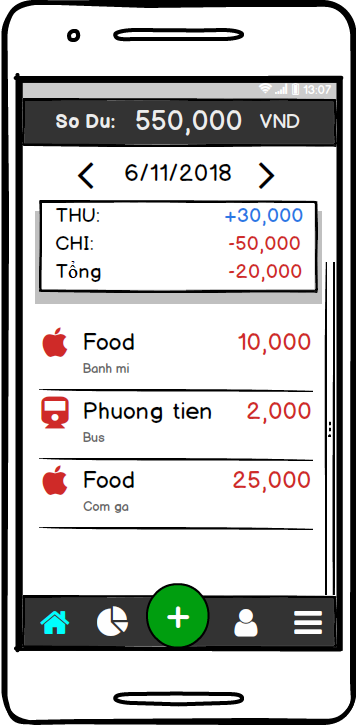 13:07
So Du: 550,000 VND
6/11/2018
THU: +30,000
CHI: -50,000
Tổng -20,000
Food 10,000
Banh mi
Phuong tien 2,000
Bus
Food 25,000
Com ga